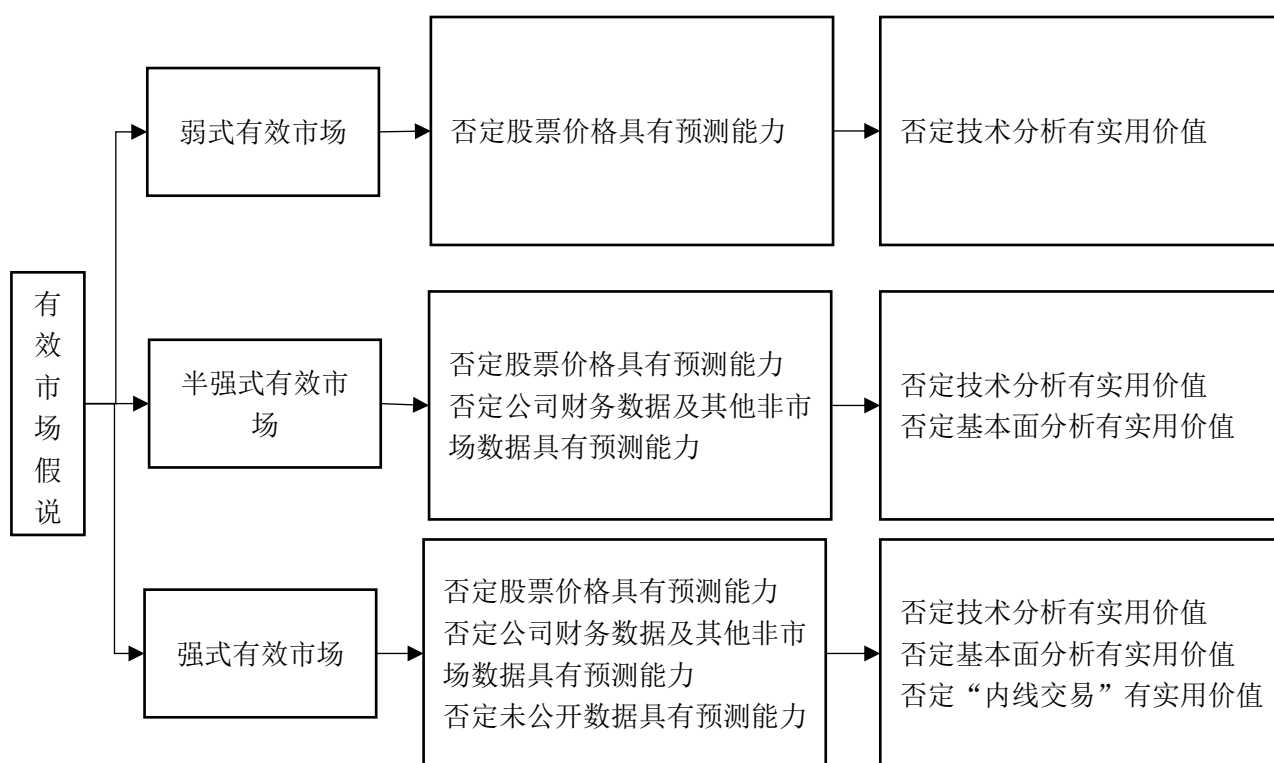 弱式有效市场
否定股票价格具有预测能力
否定技术分析有实用价值
有
效
市
场
假
说
半强式有效市
场
否定股票价格具有预测能力
否定公司财务数据及其他非市
场数据具有预测能力
否定技术分析有实用价值
否定基本面分析有实用价值
强式有效市场
否定股票价格具有预测能力
否定公司财务数据及其他非市
场数据具有预测能力
否定未公开数据具有预测能力
否定技术分析有实用价值
否定基本面分析有实用价值
否定“内线交易”有实用价值